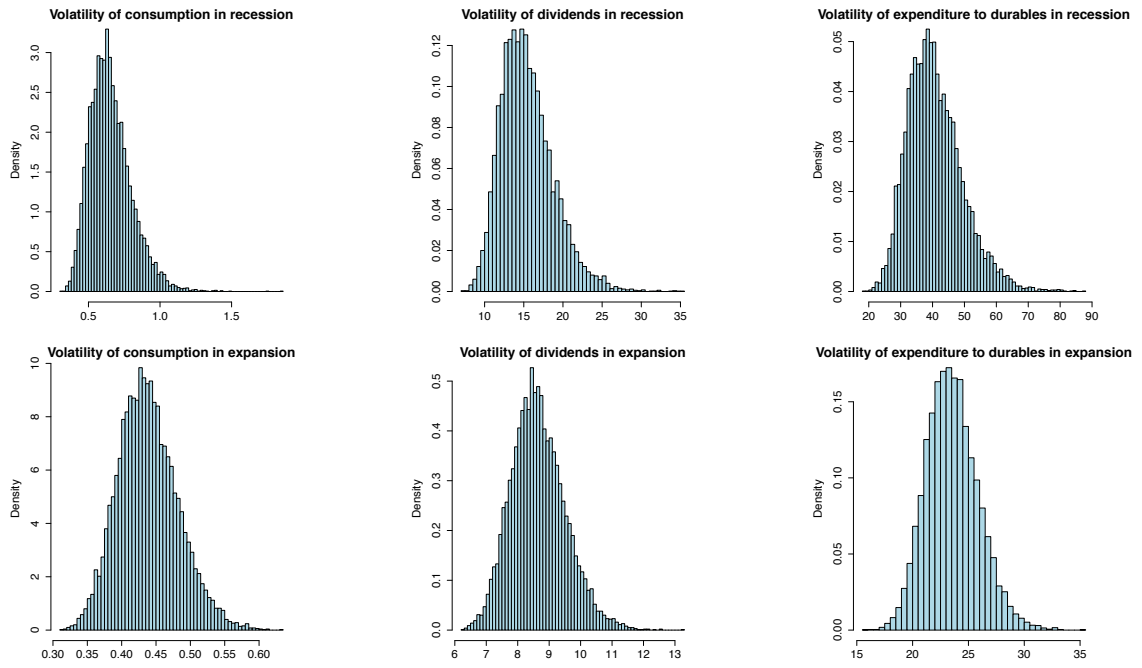 Volatility of consumption in recession
Density
0.0 0.5 1.0 1.5 2.0 2.5 3.0
0.5 1.0 1.5
Volatility of dividends in recession
Density
0.00 0.02 0.04 0.06 0.08 0.10 0.12
10 15 20 25 30 35
Volatility of expenditure to durables in recession
Density
0.00 0.01 0.02 0.03 0.04 0.05
20 30 40 50 60 70 80 90
Volatility of consumption in expansion
Density
0 2 4 6 8 10
0.30 0.35 0.40 0.45 0.50 0.55 0.60
Volatility of dividends in expansion
Density
0.0 0.1 0.2 0.3 0.4 0.5
6 7 8 9 10 11 12 13
Volatility of expenditure to durables in expansion
Density
0.00 0.05 0.10 0.15
15 20 25 30 35